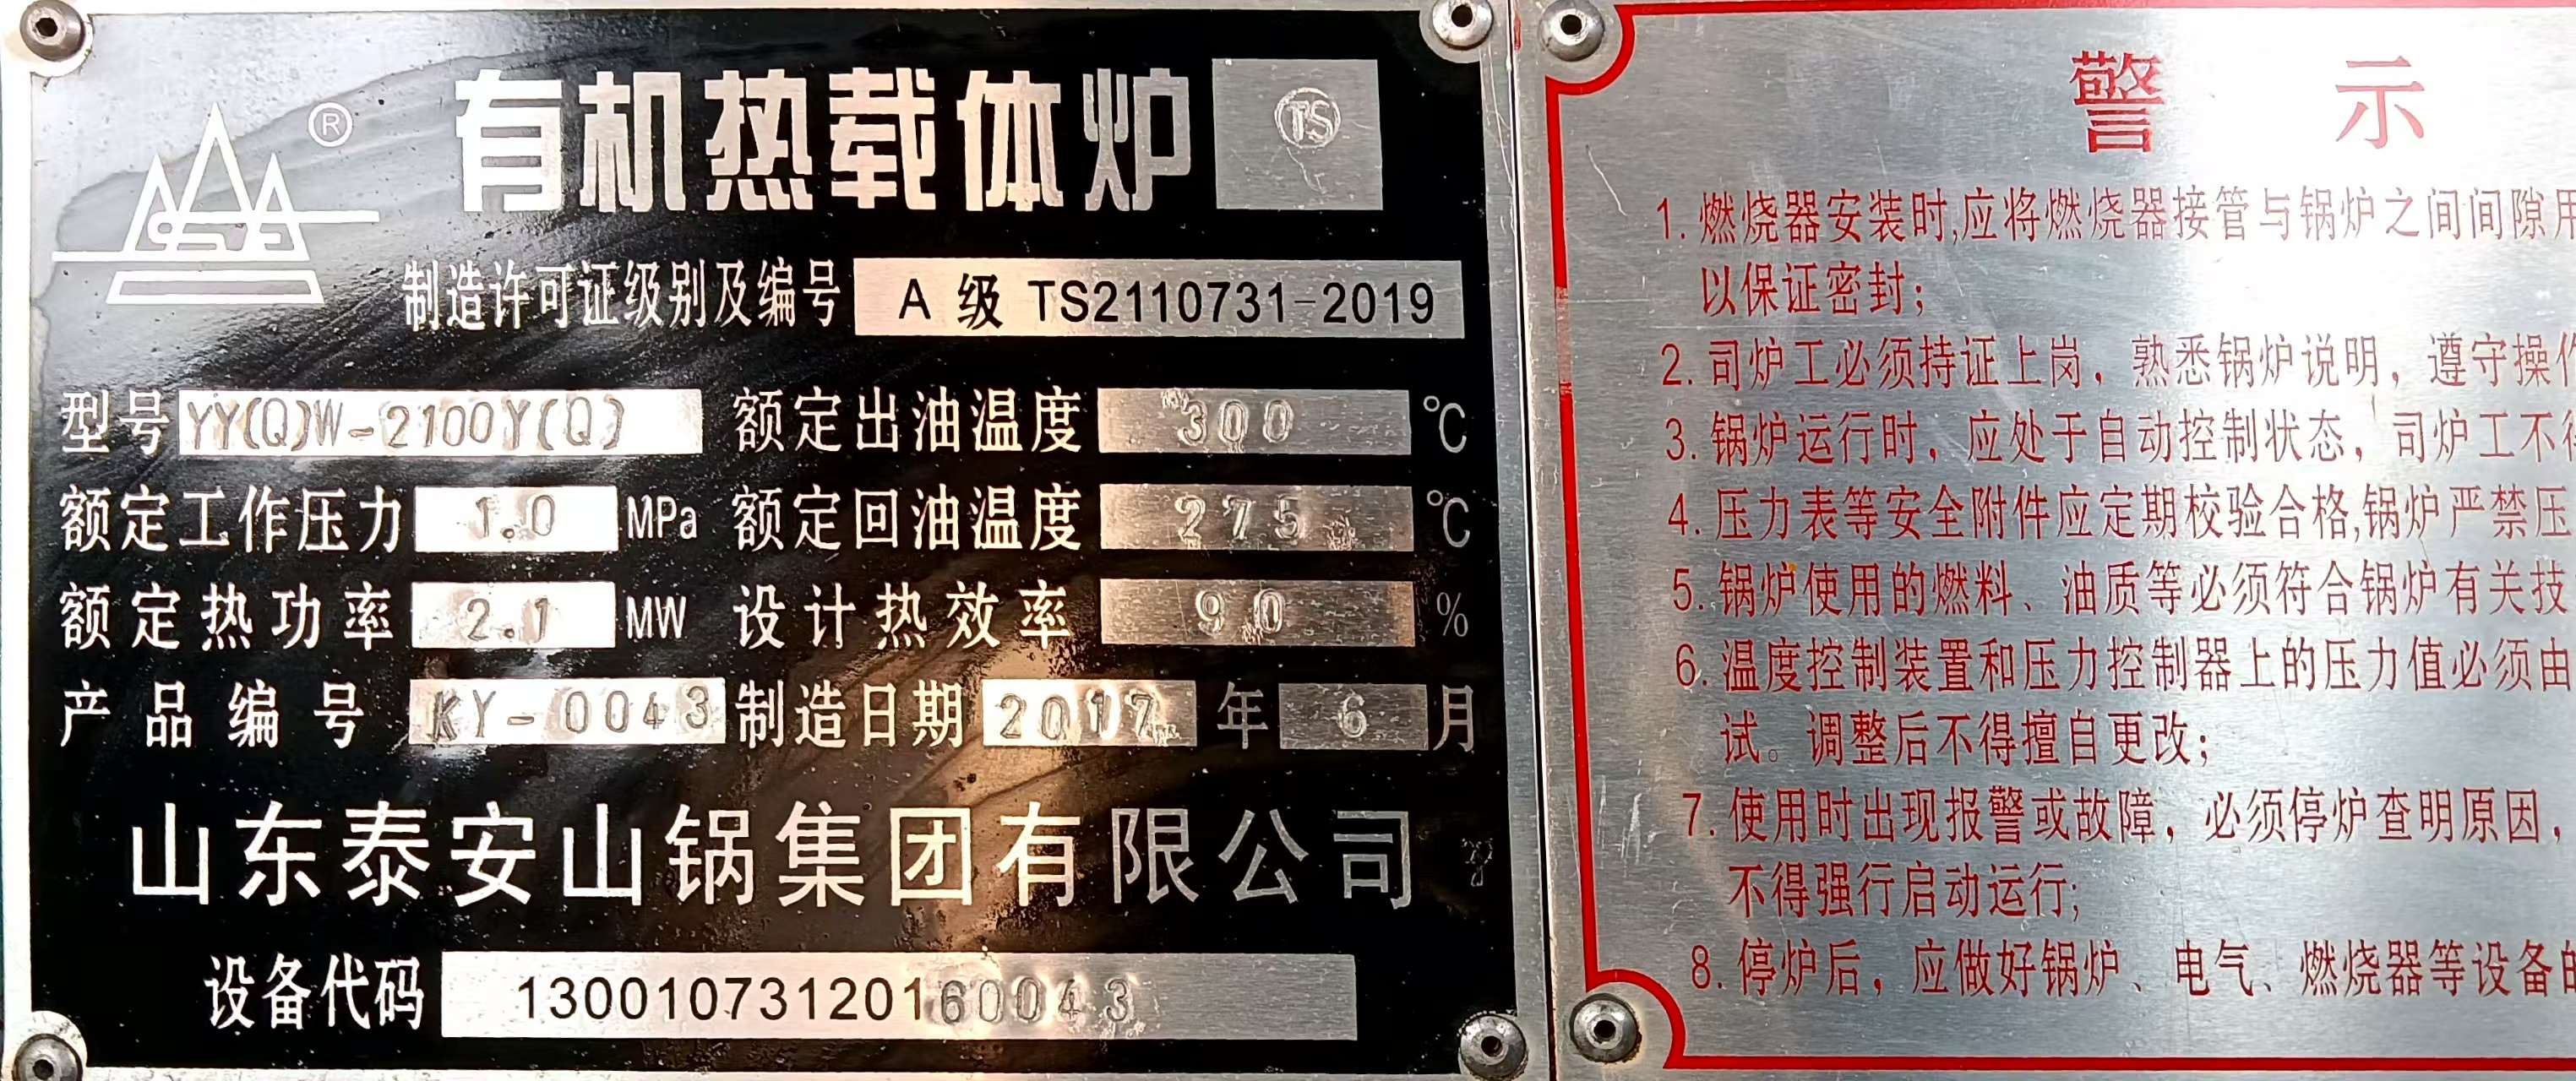 有机热载体炉 TS
®
制造许可证级别及编号 A 级 TS2110731-2019
型号 YY(Q)W-2100Y(Q) 额定出油温度 300 ℃
额定工作压力 1.0 MPa 额定回油温度 275 ℃
额定热功率 2.1 MW 设计热效率 90 %
产品编号 KY-0043 制造日期 2017 年 6 月
山东泰安山锅集团有限公司
设备代码 13001073120160043
警示
1. 燃烧器安装时,应将燃烧器接管与锅炉之间间隙用
以保证密封;
2. 司炉工必须持证上岗，熟悉锅炉说明，遵守操作
3. 锅炉运行时，应处于自动控制状态，司炉工不得
4. 压力表等安全附件应定期校验合格,锅炉严禁压
5. 锅炉使用的燃料、油质等必须符合锅炉有关技
6. 温度控制装置和压力控制器上的压力值必须由
试。调整后不得擅自更改;
7. 使用时出现报警或故障，必须停炉查明原因，
不得强行启动运行;
8. 停炉后，应做好锅炉、电气、燃烧器等设备的